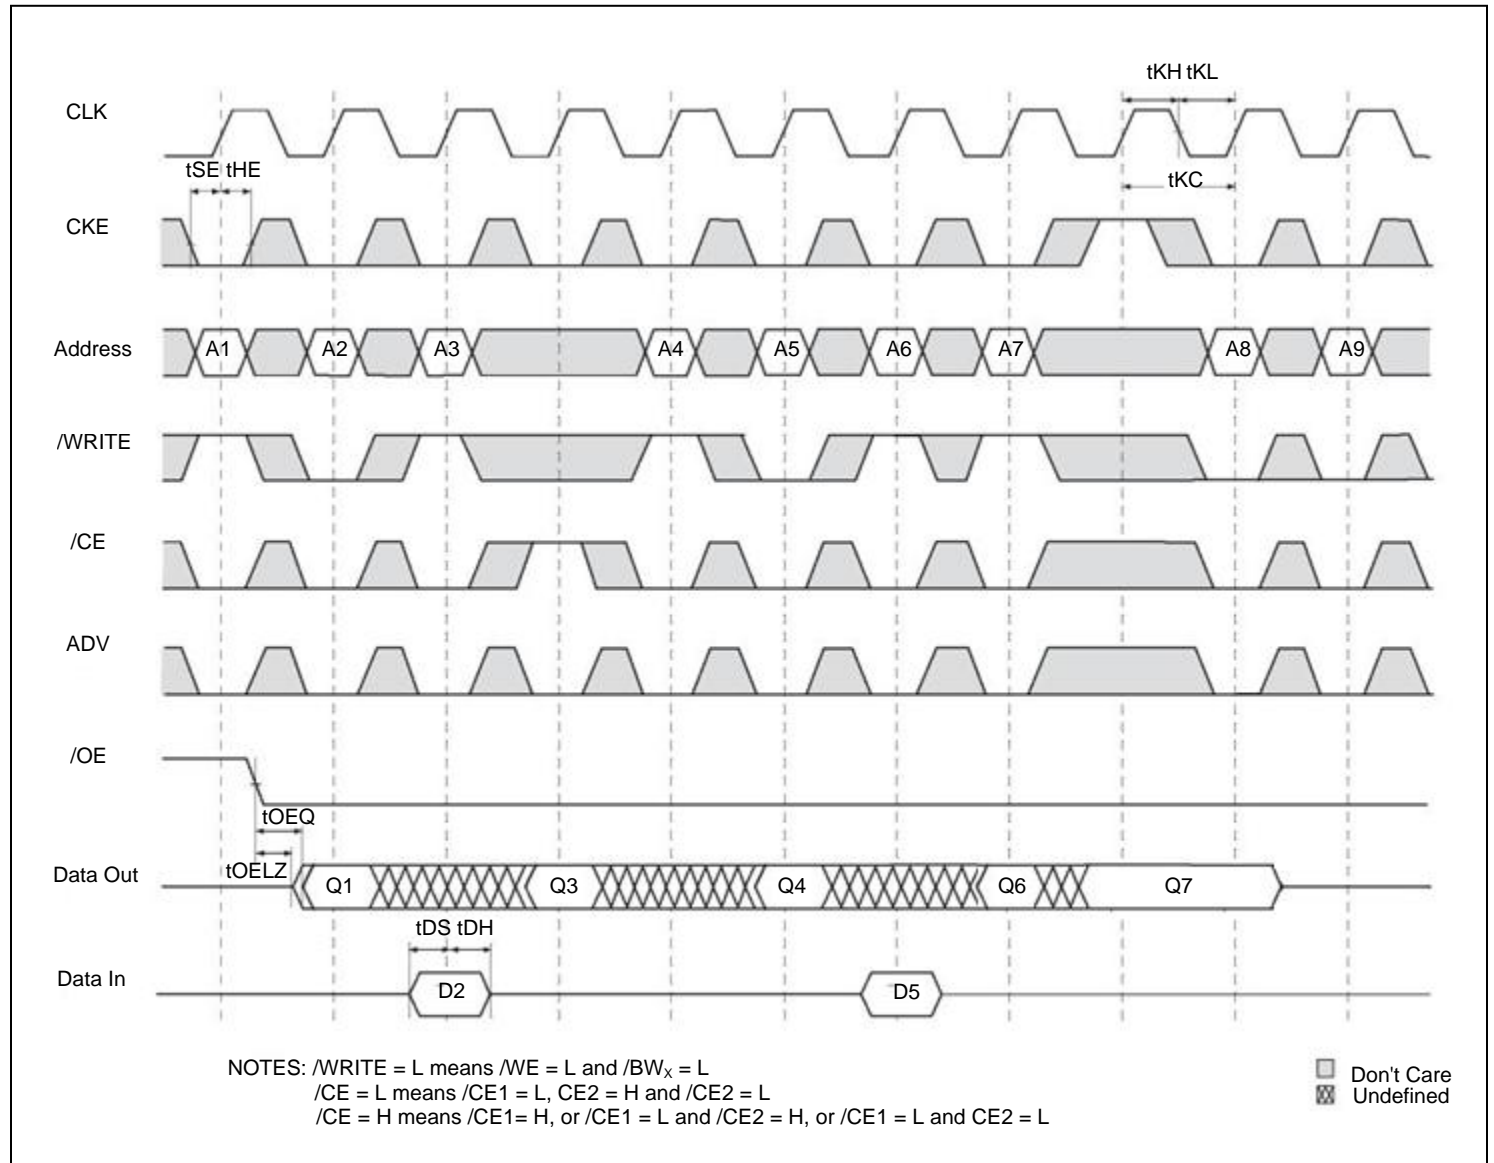 tKH tKL
CLK
tSE tHE
tKC
CKE
Address
A1 A2 A3 A4 A5 A6 A7 A8 A9
/WRITE
/CE
ADV
/OE
tOEQ
tOELZ
Data Out
Q1 Q3 Q4 Q6 Q7
tDS tDH
Data In
D2 D5
NOTES: /WRITE = L means /WE = L and /BWX = L
/CE = L means /CE1 = L, CE2 = H and /CE2 = L
/CE = H means /CE1= H, or /CE1 = L and /CE2 = H, or /CE1 = L and CE2 = L
Don't Care
Undefined